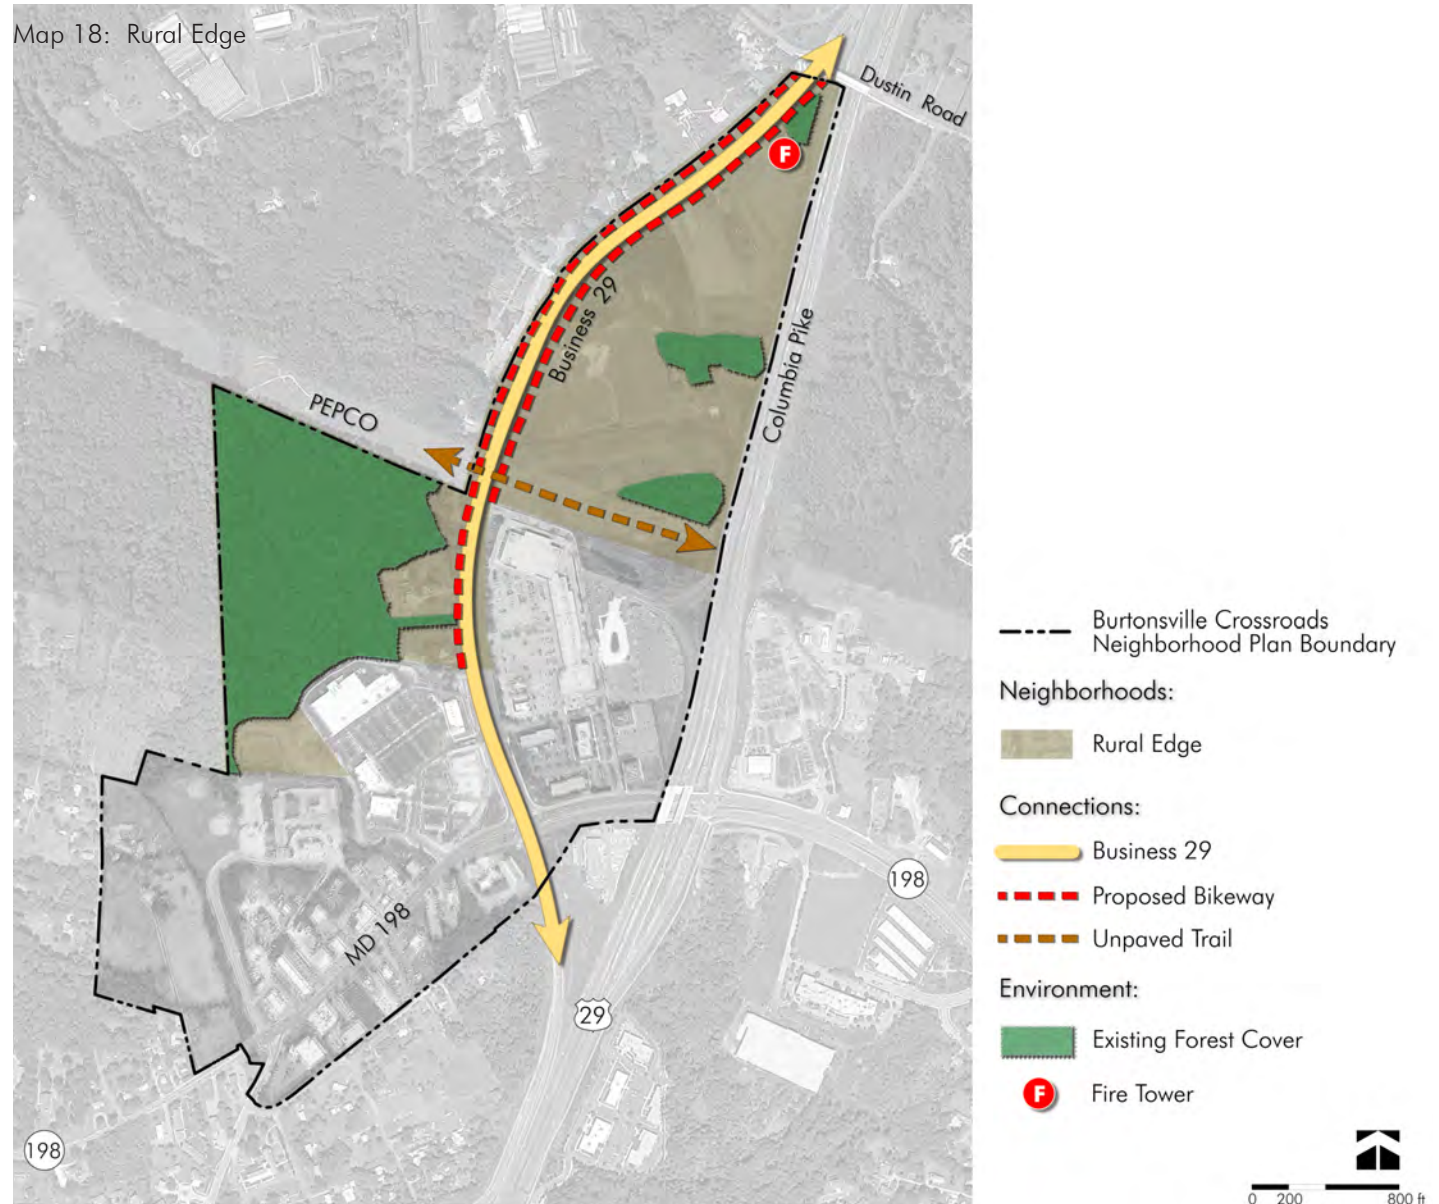 Map 18: Rural Edge
Dustin Road
F
Business 29
Columbia Pike
PEPCO
MD 198
198
29
198
Burtonsville Crossroads
Neighborhood Plan Boundary
Neighborhoods:
Rural Edge
Connections:
Business 29
Proposed Bikeway
Unpaved Trail
Environment:
Existing Forest Cover
F Fire Tower
0 200 800 ft